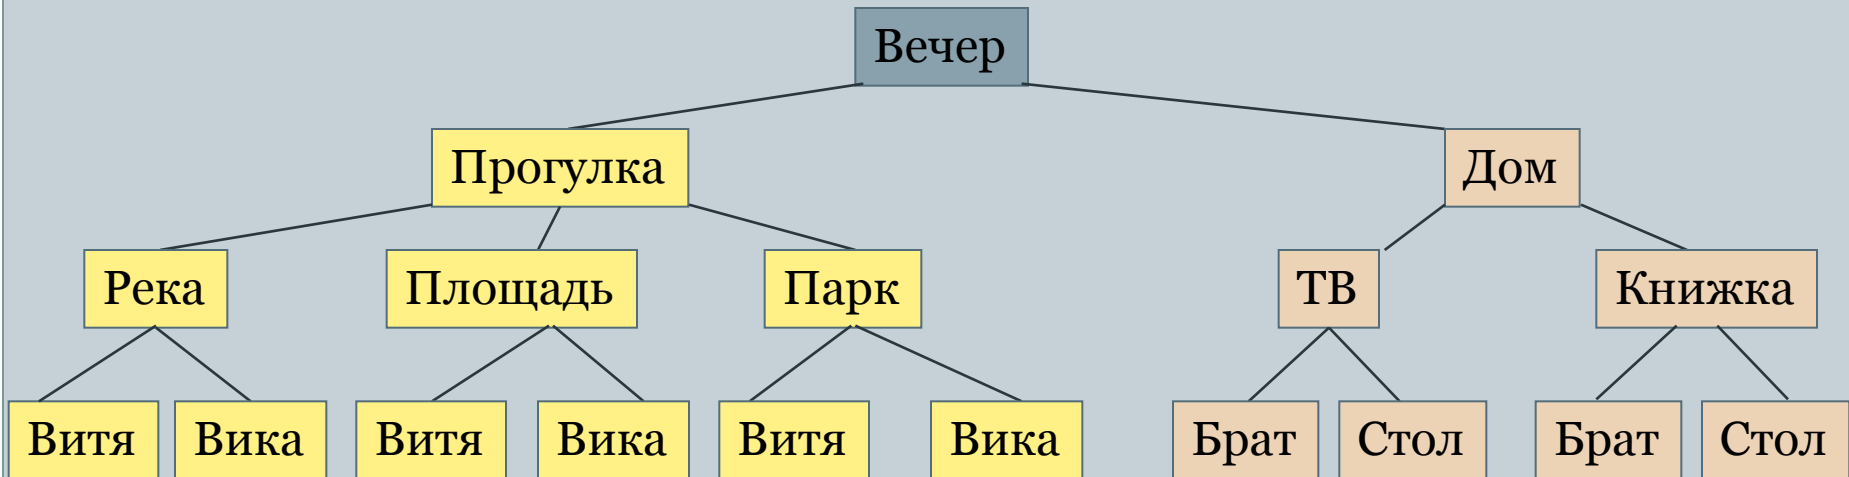 Вечер
Прогулка
Дом
Река
Площадь
Парк
ТВ
Книжка
Витя
Вика
Витя
Вика
Витя
Вика
Брат
Стол
Брат
Стол